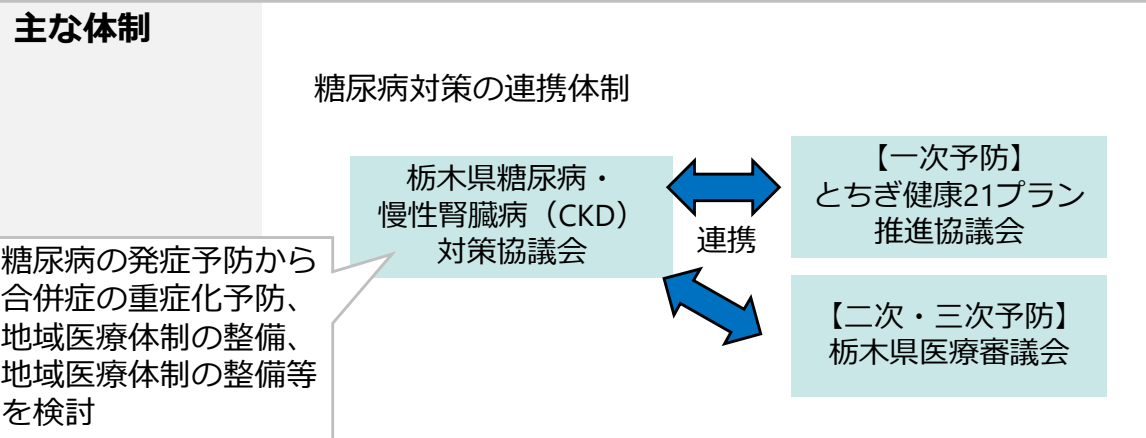 主な体制
糖尿病対策の連携体制
栃木県糖尿病・
慢性腎臓病（CKD）
対策協議会
連携
【一次予防】
とちぎ健康21プラン
推進協議会
【二次・三次予防】
栃木県医療審議会
糖尿病の発症予防から
合併症の重症化予防、
地域医療体制の整備、
地域医療体制の整備等
を検討